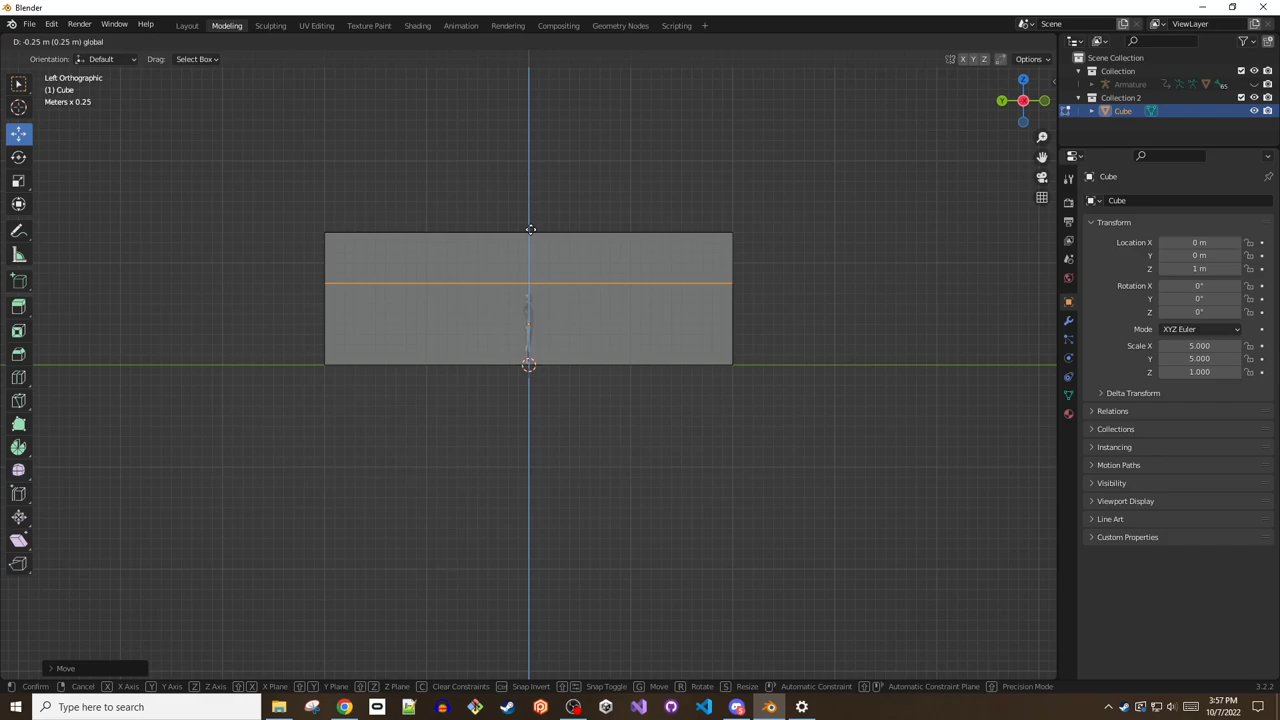 Blender
File Edit Render Window Help Layout Modeling Sculpting UV Editing Texture Paint Shading Animation Rendering Compositing Geometry Nodes Scripting + Scene ViewLayer
D: -0.25 m (0.25 m) global
Orientation: Default Drag: Select Box X Y Z Options
Left Orthographic
(1) Cube
Meters x 0.25
Z
Y
X
Scene Collection
Collection
Armature 65
Collection 2
Cube
Cube
Cube
Transform
Location X 0 m
Y 0 m
Z 1 m
Rotation X 0°
Y 0°
Z 0°
Mode XYZ Euler
Scale X 5.000
Y 5.000
Z 1.000
Delta Transform
Relations
Collections
Instancing
Motion Paths
Visibility
Viewport Display
Line Art
Custom Properties
Move
Confirm Cancel X X Axis Y Y Axis Z Z Axis X X Plane Y Y Plane Z Z Plane C Clear Constraints Snap Invert Snap Toggle G Move R Rotate S Resize Automatic Constraint Automatic Constraint Plane Precision Mode 3.2.2
Type here to search
3:57 PM
10/7/2022